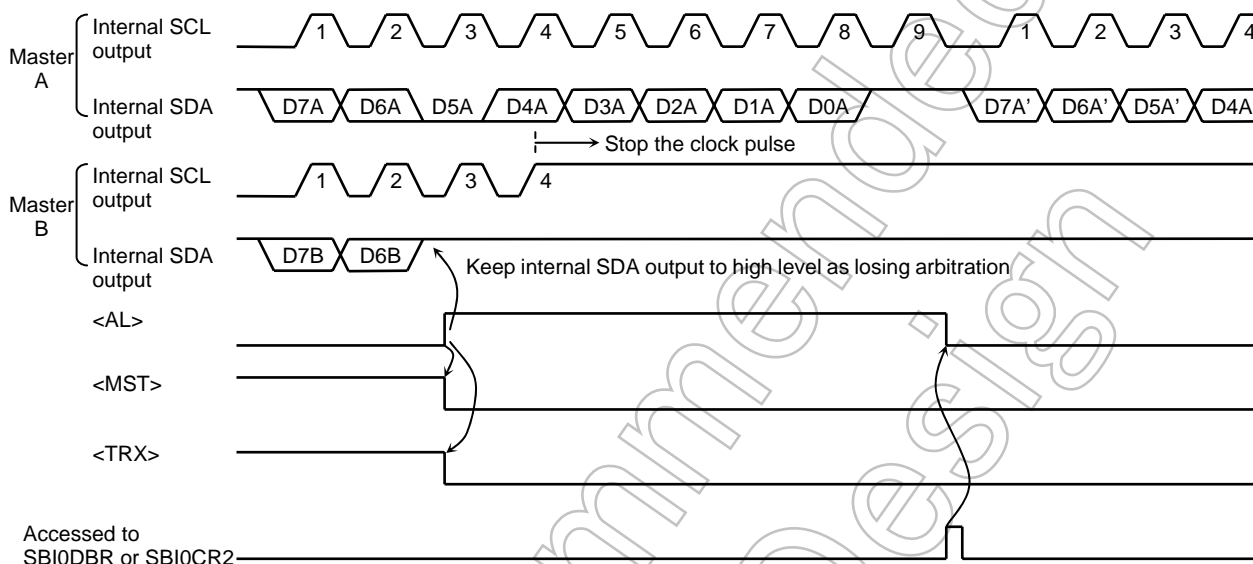 Master A
Internal SCL output
1 2 3 4 5 6 7 8 9 1 2 3 4
Internal SDA output
D7A D6A D5A D4A D3A D2A D1A D0A D7A' D6A' D5A' D4A
Stop the clock pulse
Master B
Internal SCL output
1 2 3 4
Internal SDA output
D7B D6B
Keep internal SDA output to high level as losing arbitration
<AL>
<MST>
<TRX>
Accessed to
SBI0DBR or SBI0CR2